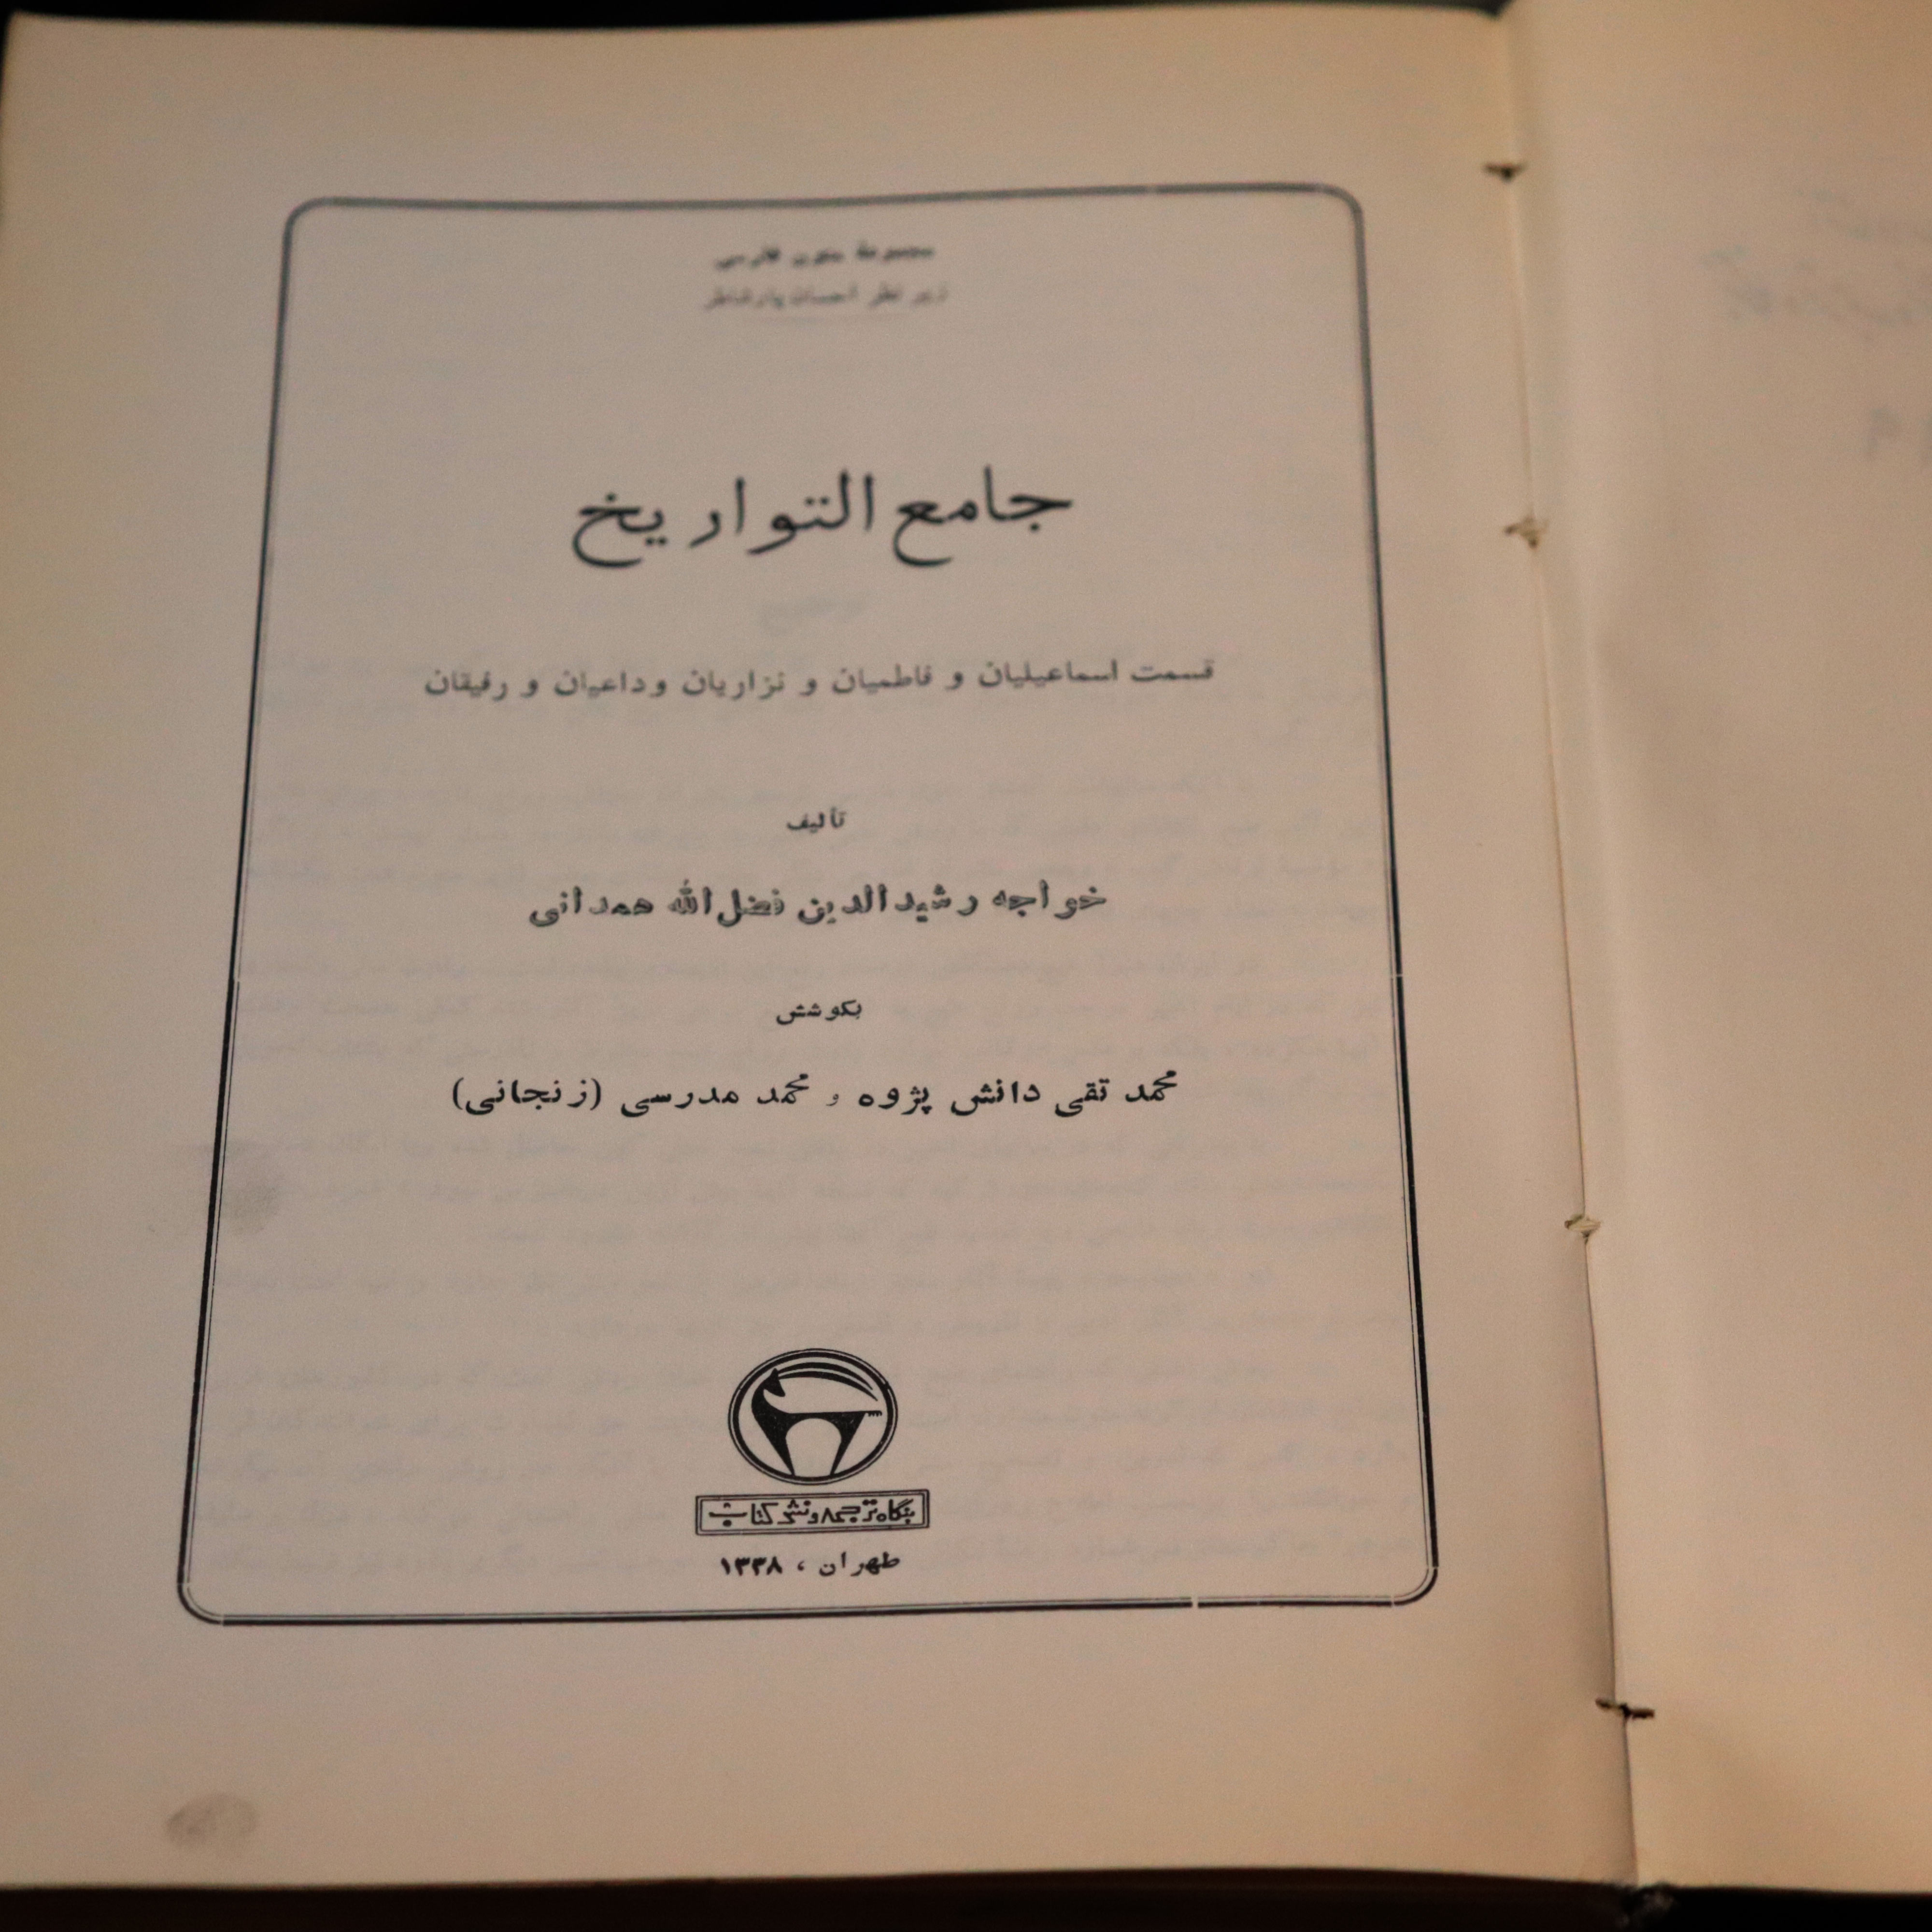 مجموعهٔ متون فارسی
زیر نظر احسان یارشاطر
جامع التواریخ
قسمت اسماعیلیان و فاطمیان و نزاریان و داعیان و رفیقان
تألیف
خواجه رشیدالدین فضل‌الله همدانی
بکوشش
محمد تقی دانش پژوه و محمد مدرسی (زنجانی)
بنگاه ترجمه و نشر کتاب
طهران ، ۱۳۳۸